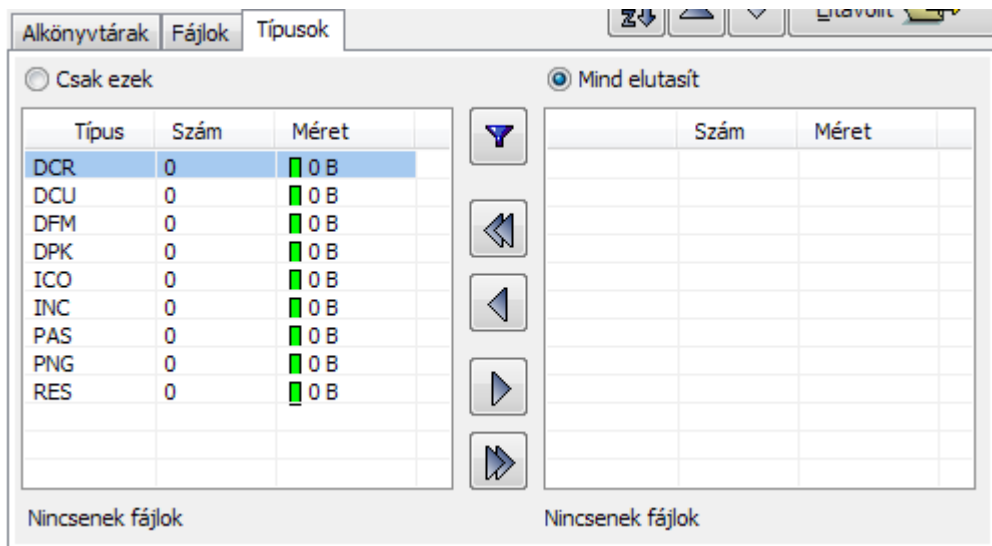 Alkönyvtárak Fájlok Típusok
Csak ezek Mind elutasít
Típus Szám Méret Szám Méret
DCR 0 0 B
DCU 0 0 B
DFM 0 0 B
DPK 0 0 B
ICO 0 0 B
INC 0 0 B
PAS 0 0 B
PNG 0 0 B
RES 0 0 B
Nincsenek fájlok Nincsenek fájlok